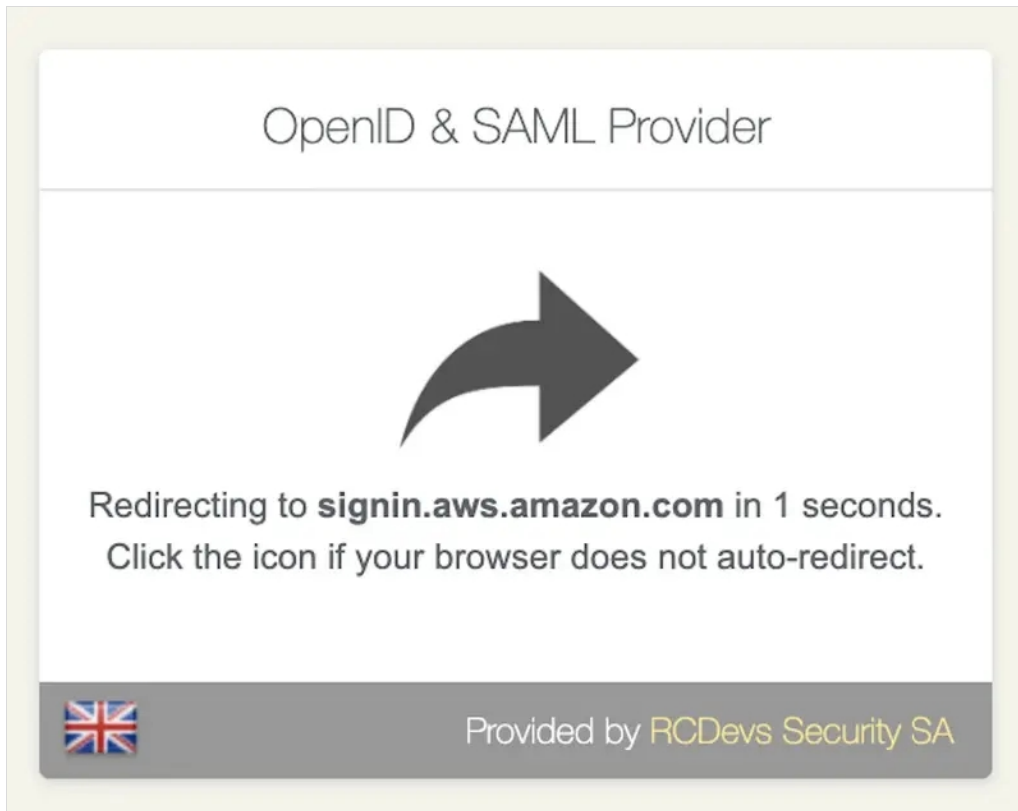 OpenID & SAML Provider
Redirecting to signin.aws.amazon.com in 1 seconds.
Click the icon if your browser does not auto-redirect.
Provided by RCDevs Security SA